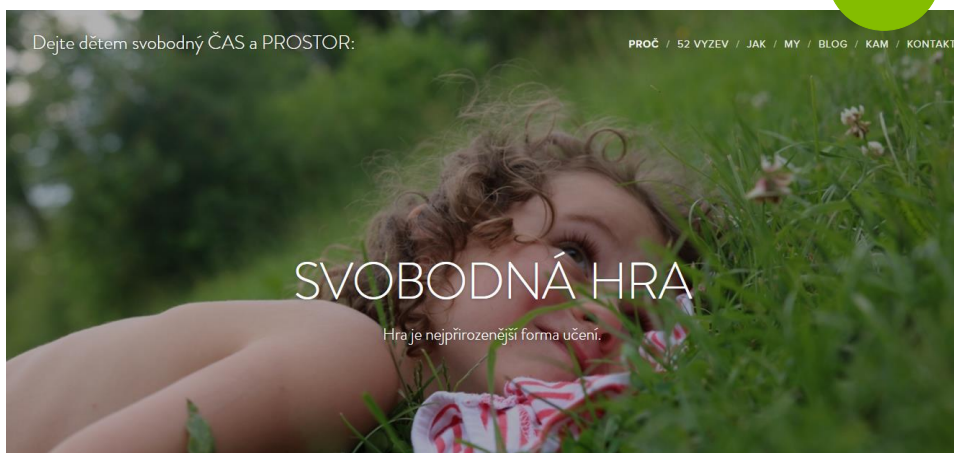 Dejte dětem svobodný ČAS a PROSTOR:
PROČ / 52 VYZEV / JAK / MY / BLOG / KAM / KONTAKT
SVOBODNÁ HRA
Hra je nejpřirozenější forma učení.